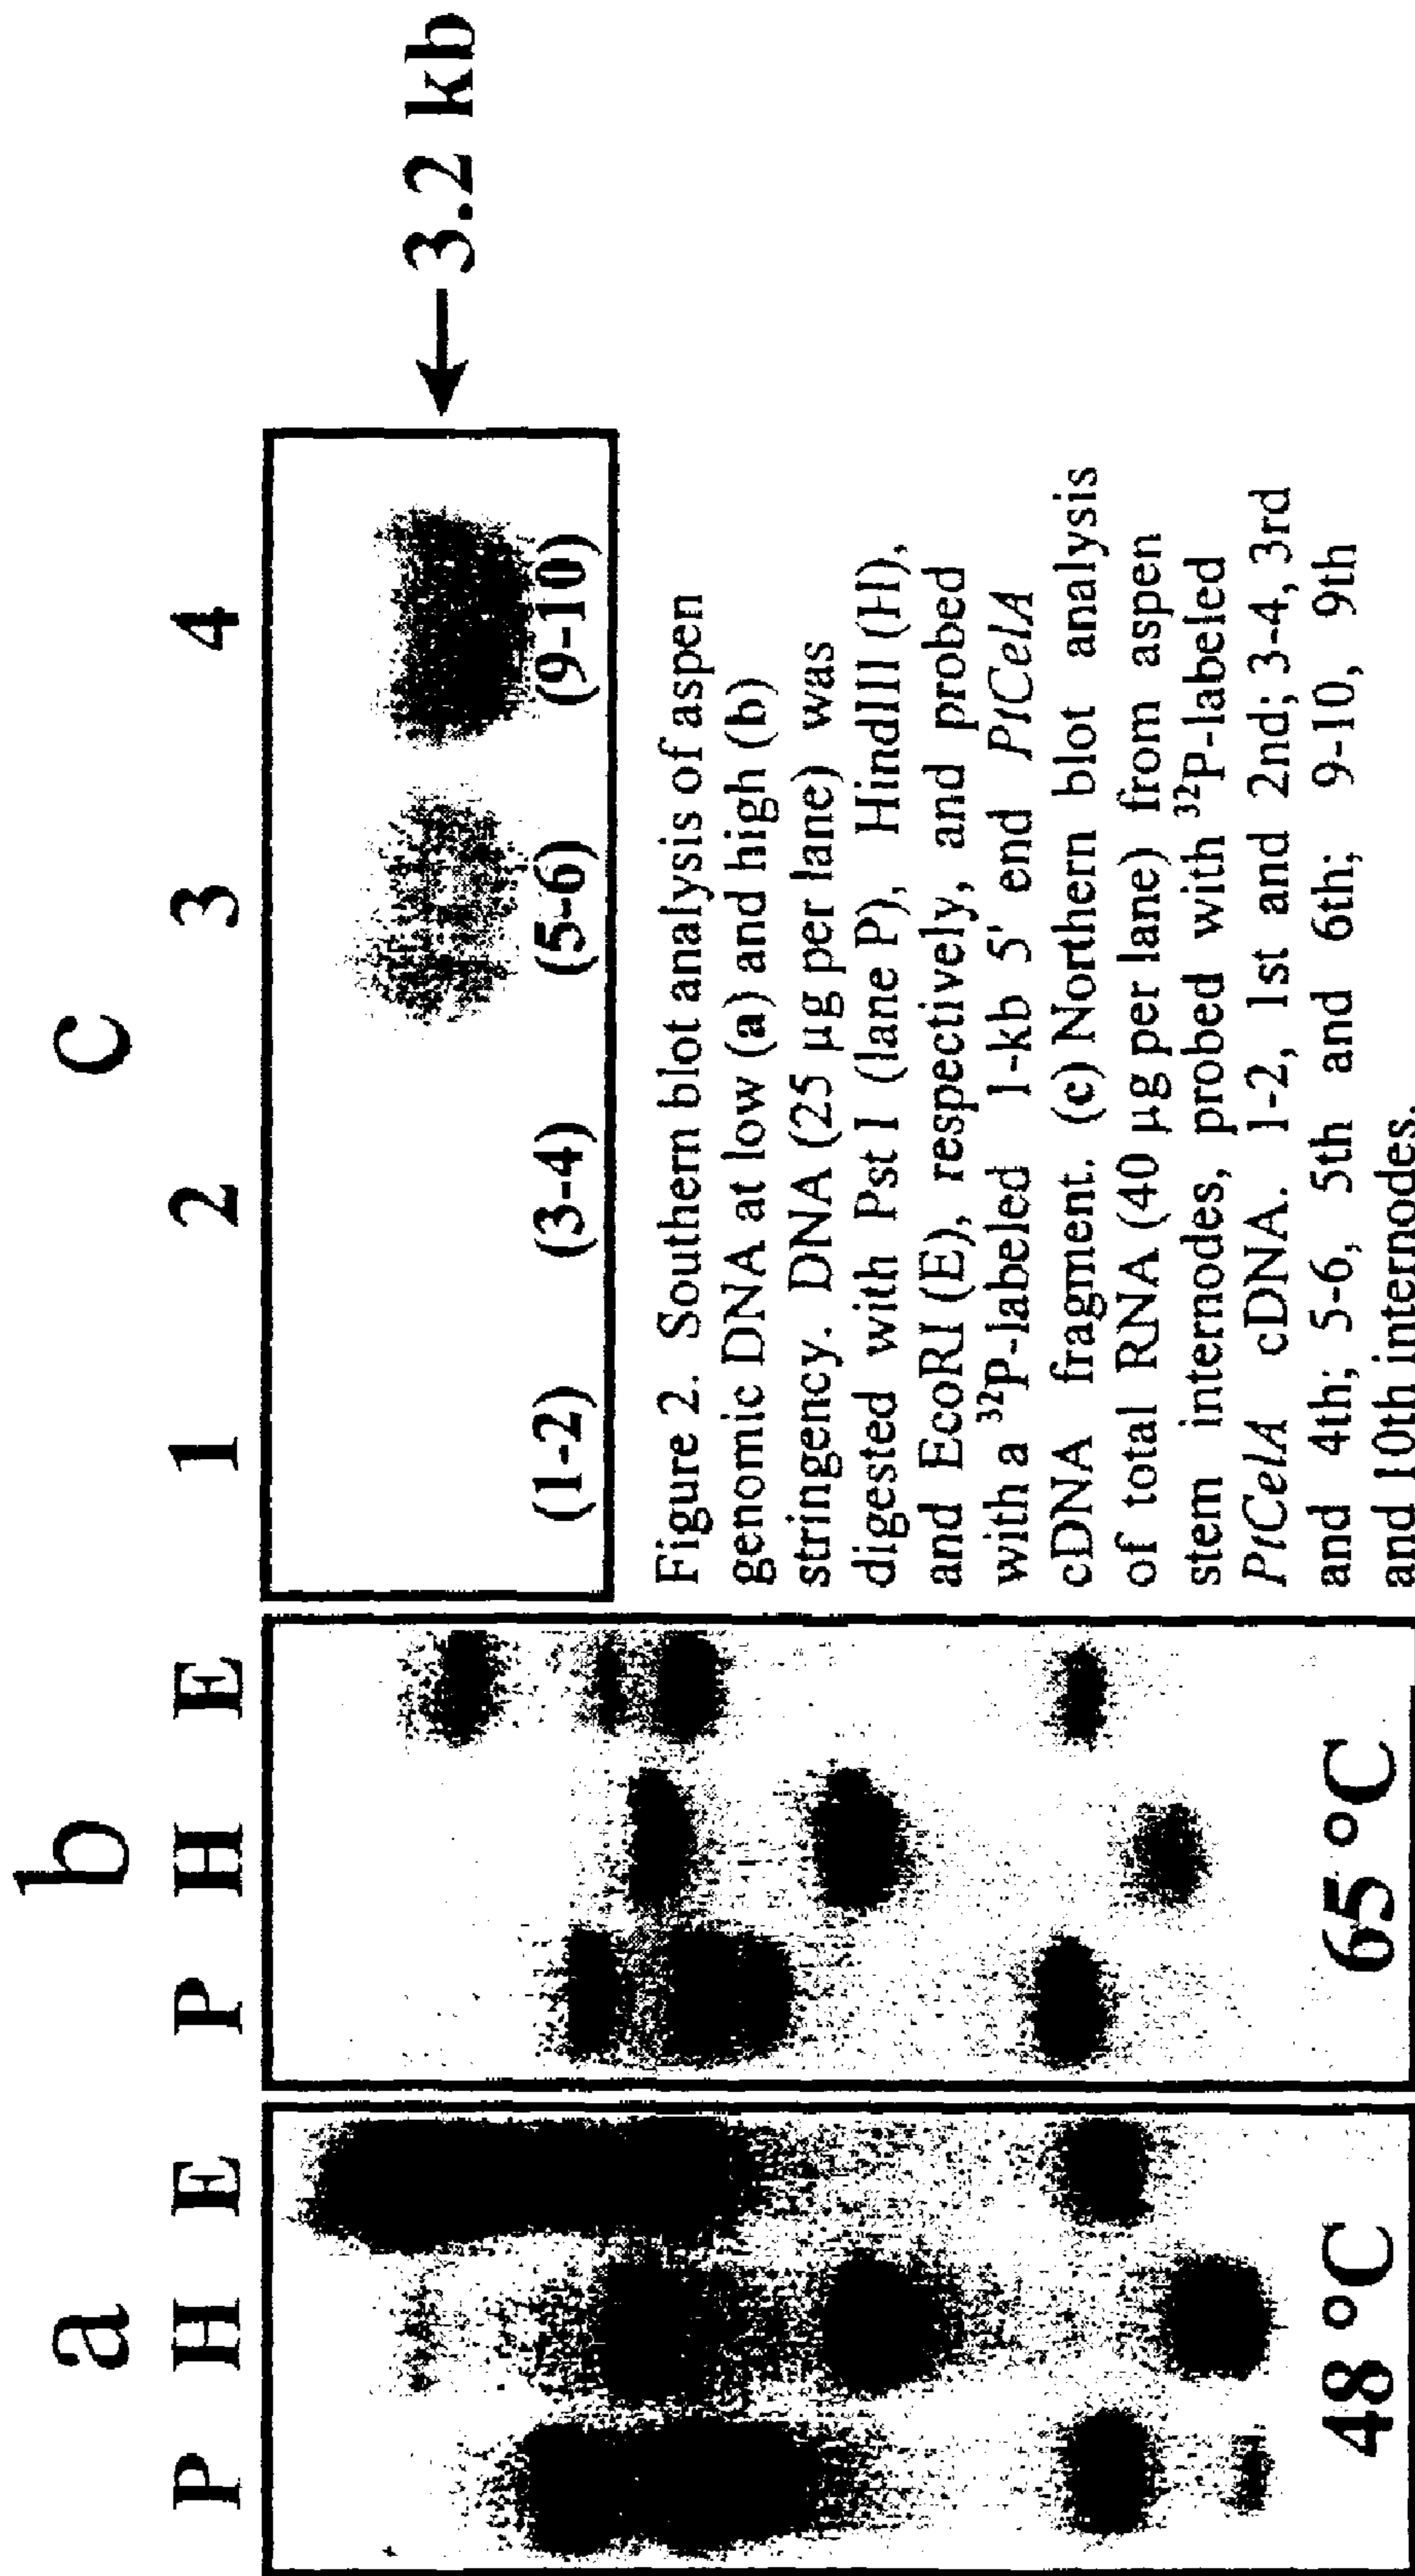 a b c
P H E P H E 1 2 3 4
←3.2 kb
(1-2) (3-4) (5-6) (9-10)
48 °C 65 °C
Figure 2. Southern blot analysis of aspen
genomic DNA at low (a) and high (b)
stringency. DNA (25 µg per lane) was
digested with Pst I (lane P), HindIII (H),
and EcoRI (E), respectively, and probed
with a ³²P-labeled 1-kb 5' end PtCelA
cDNA fragment. (c) Northern blot analysis
of total RNA (40 µg per lane) from aspen
stem internodes, probed with ³²P-labeled
PtCelA cDNA. 1-2, 1st and 2nd; 3-4, 3rd
and 4th; 5-6, 5th and 6th; 9-10, 9th
and 10th internodes.